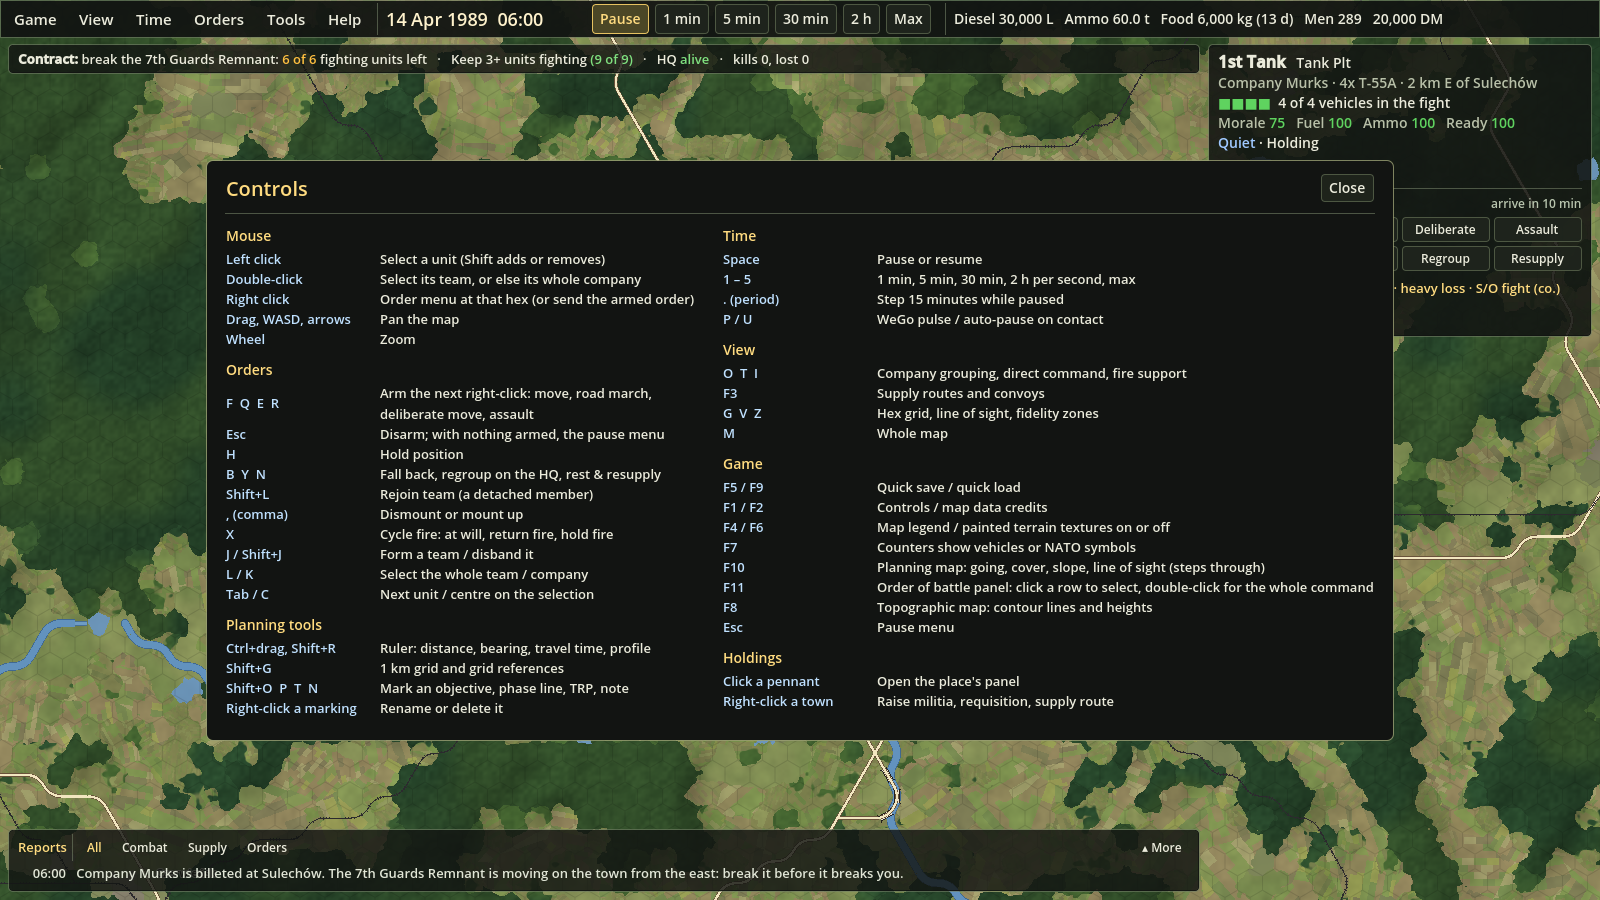 Game View Time Orders Tools Help 14 Apr 1989 06:00 Pause 1 min 5 min 30 min 2 h Max Diesel 30,000 L Ammo 60.0 t Food 6,000 kg (13 d) Men 289 20,000 DM
Contract: break the 7th Guards Remnant: 6 of 6 fighting units left · Keep 3+ units fighting (9 of 9) · HQ alive · kills 0, lost 0
1st Tank Tank Plt
Company Murks · 4x T-55A · 2 km E of Sulechów
4 of 4 vehicles in the fight
Morale 75 Fuel 100 Ammo 100 Ready 100
Quiet · Holding
arrive in 10 min
Deliberate Assault
Regroup Resupply
· heavy loss · S/O fight (co.)
Controls Close
Mouse
Left click Select a unit (Shift adds or removes)
Double-click Select its team, or else its whole company
Right click Order menu at that hex (or send the armed order)
Drag, WASD, arrows Pan the map
Wheel Zoom
Orders
F Q E R Arm the next right-click: move, road march,
deliberate move, assault
Esc Disarm; with nothing armed, the pause menu
H Hold position
B Y N Fall back, regroup on the HQ, rest & resupply
Shift+L Rejoin team (a detached member)
, (comma) Dismount or mount up
X Cycle fire: at will, return fire, hold fire
J / Shift+J Form a team / disband it
L / K Select the whole team / company
Tab / C Next unit / centre on the selection
Planning tools
Ctrl+drag, Shift+R Ruler: distance, bearing, travel time, profile
Shift+G 1 km grid and grid references
Shift+O P T N Mark an objective, phase line, TRP, note
Right-click a marking Rename or delete it
Time
Space Pause or resume
1 – 5 1 min, 5 min, 30 min, 2 h per second, max
. (period) Step 15 minutes while paused
P / U WeGo pulse / auto-pause on contact
View
O T I Company grouping, direct command, fire support
F3 Supply routes and convoys
G V Z Hex grid, line of sight, fidelity zones
M Whole map
Game
F5 / F9 Quick save / quick load
F1 / F2 Controls / map data credits
F4 / F6 Map legend / painted terrain textures on or off
F7 Counters show vehicles or NATO symbols
F10 Planning map: going, cover, slope, line of sight (steps through)
F11 Order of battle panel: click a row to select, double-click for the whole command
F8 Topographic map: contour lines and heights
Esc Pause menu
Holdings
Click a pennant Open the place's panel
Right-click a town Raise militia, requisition, supply route
Reports All Combat Supply Orders ▴ More
06:00 Company Murks is billeted at Sulechów. The 7th Guards Remnant is moving on the town from the east: break it before it breaks you.